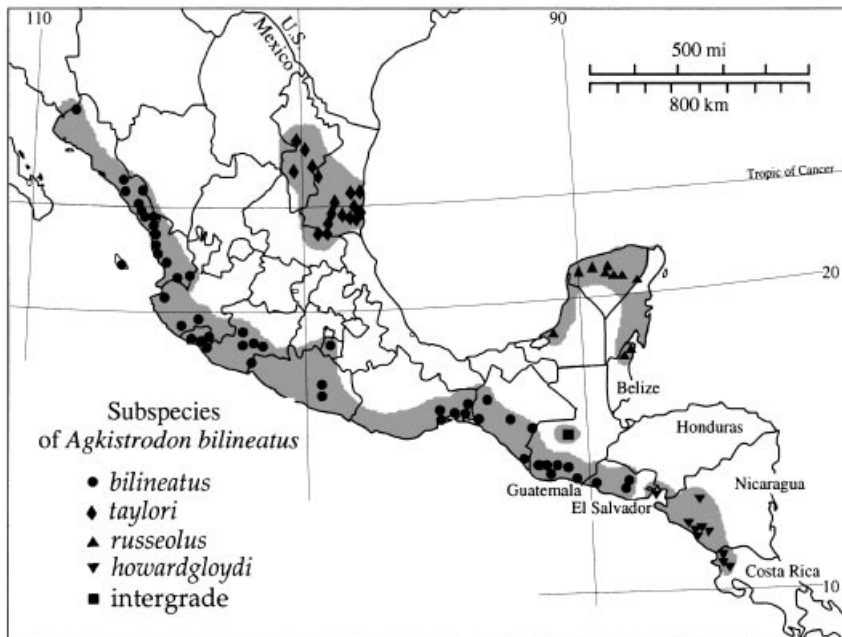 110
90
U.S.
Mexico
500 mi
800 km
Tropic of Cancer
20
Belize
Honduras
Nicaragua
Guatemala
El Salvador
Costa Rica
10
Subspecies
of Agkistrodon bilineatus
bilineatus
taylori
russeolus
howardgloydi
intergrade